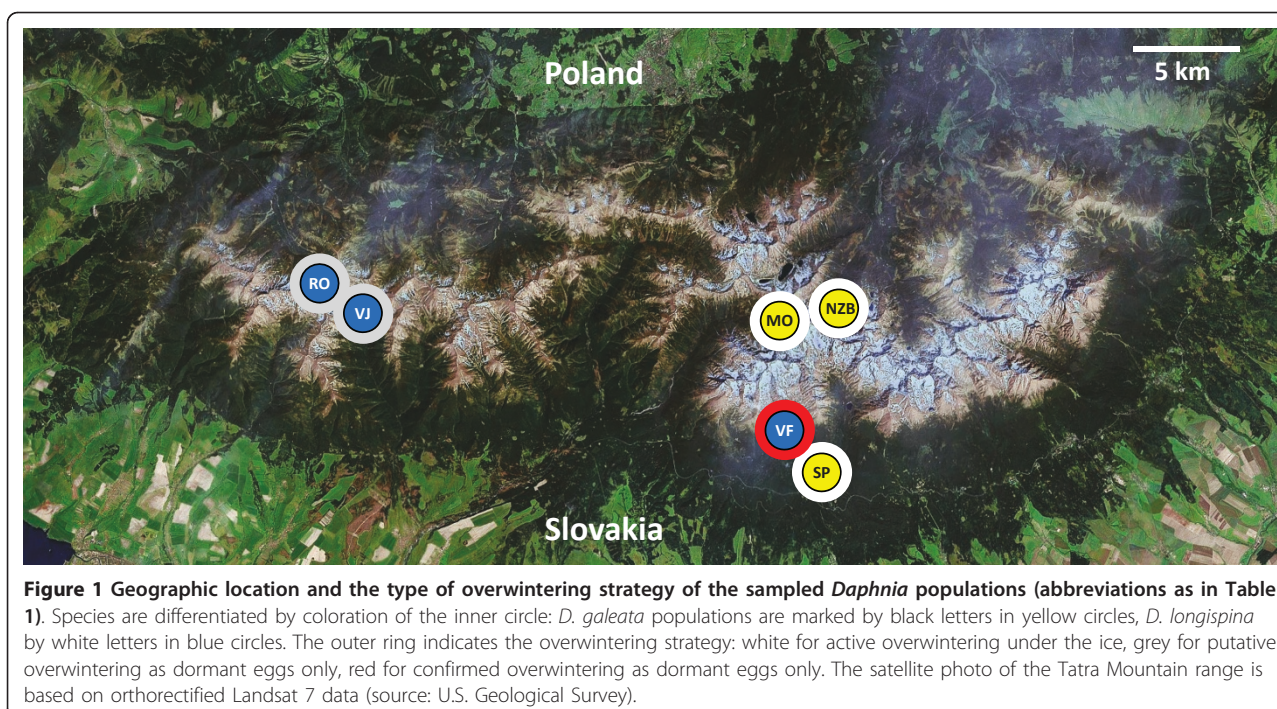 Poland
5 km
RO
VJ
MO
NZB
VF
SP
Slovakia
Figure 1 Geographic location and the type of overwintering strategy of the sampled Daphnia populations (abbreviations as in Table
1). Species are differentiated by coloration of the inner circle: D. galeata populations are marked by black letters in yellow circles, D. longispina
by white letters in blue circles. The outer ring indicates the overwintering strategy: white for active overwintering under the ice, grey for putative
overwintering as dormant eggs only, red for confirmed overwintering as dormant eggs only. The satellite photo of the Tatra Mountain range is
based on orthorectified Landsat 7 data (source: U.S. Geological Survey).